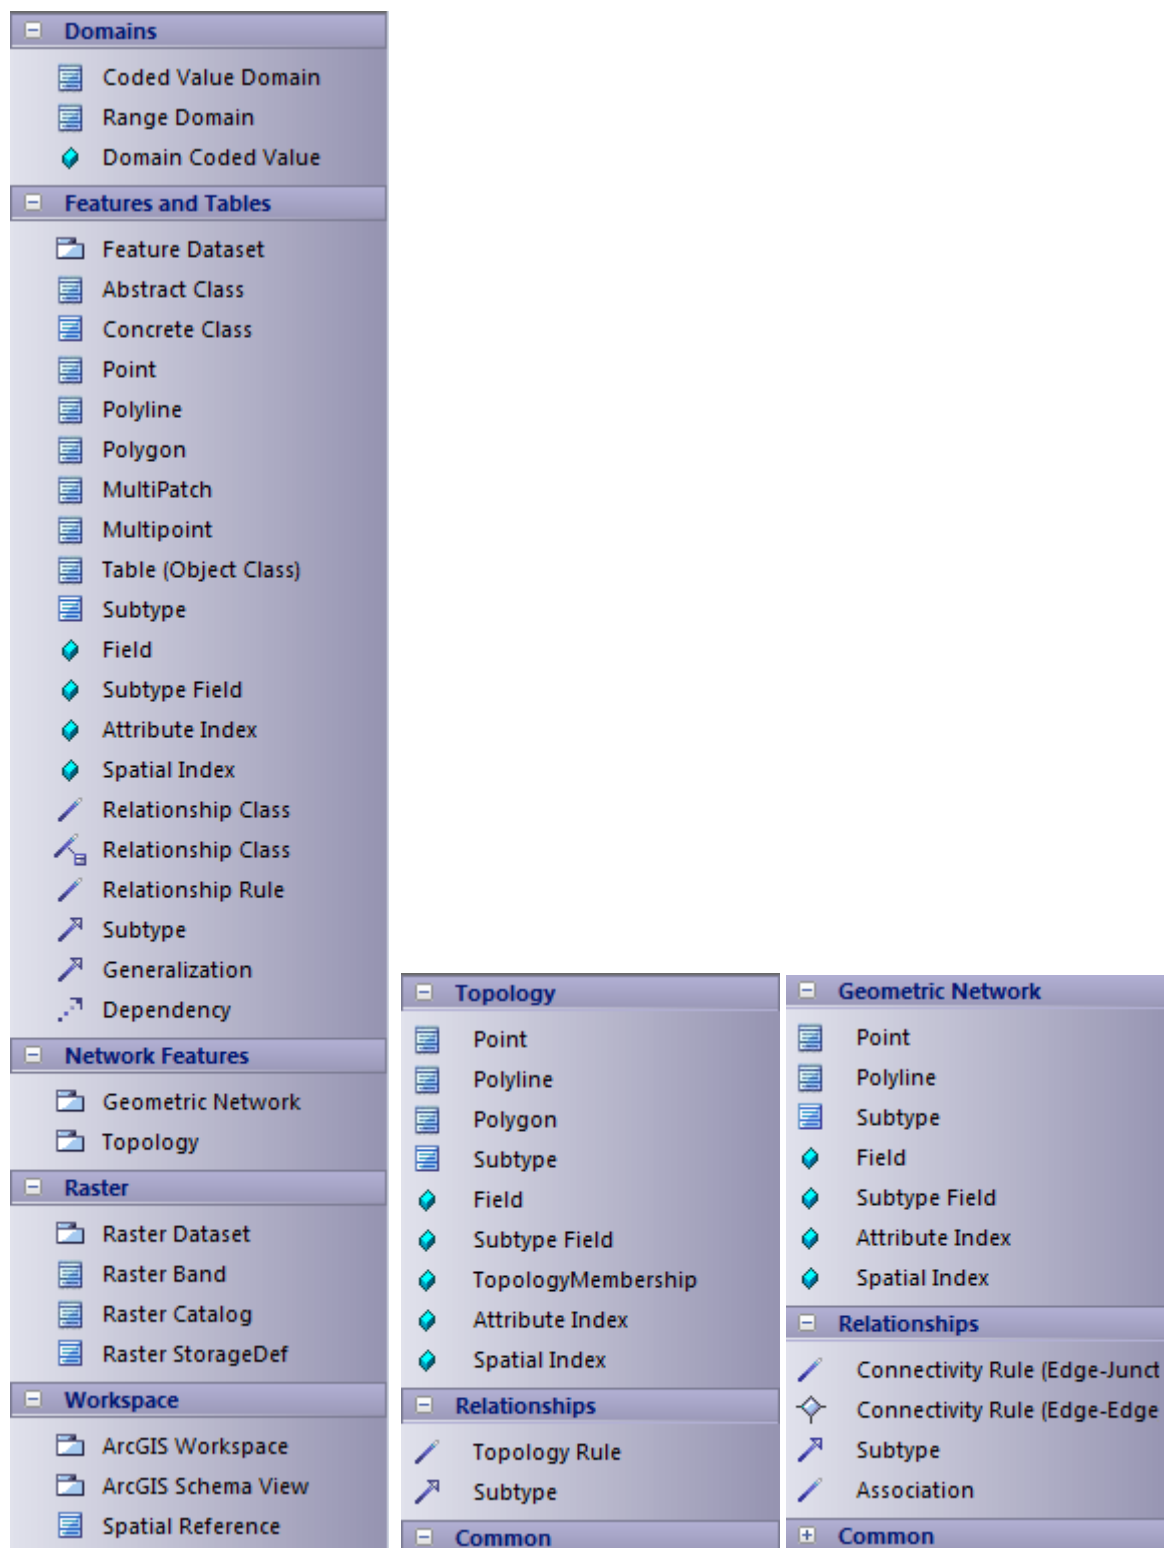 Domains
Coded Value Domain
Range Domain
Domain Coded Value
Features and Tables
Feature Dataset
Abstract Class
Concrete Class
Point
Polyline
Polygon
MultiPatch
Multipoint
Table (Object Class)
Subtype
Field
Subtype Field
Attribute Index
Spatial Index
Relationship Class
Relationship Class
Relationship Rule
Subtype
Generalization
Dependency
Network Features
Geometric Network
Topology
Raster
Raster Dataset
Raster Band
Raster Catalog
Raster StorageDef
Workspace
ArcGIS Workspace
ArcGIS Schema View
Spatial Reference
Topology
Point
Polyline
Polygon
Subtype
Field
Subtype Field
TopologyMembership
Attribute Index
Spatial Index
Relationships
Topology Rule
Subtype
Common
Geometric Network
Point
Polyline
Subtype
Field
Subtype Field
Attribute Index
Spatial Index
Relationships
Connectivity Rule (Edge-Junct
Connectivity Rule (Edge-Edge
Subtype
Association
Common